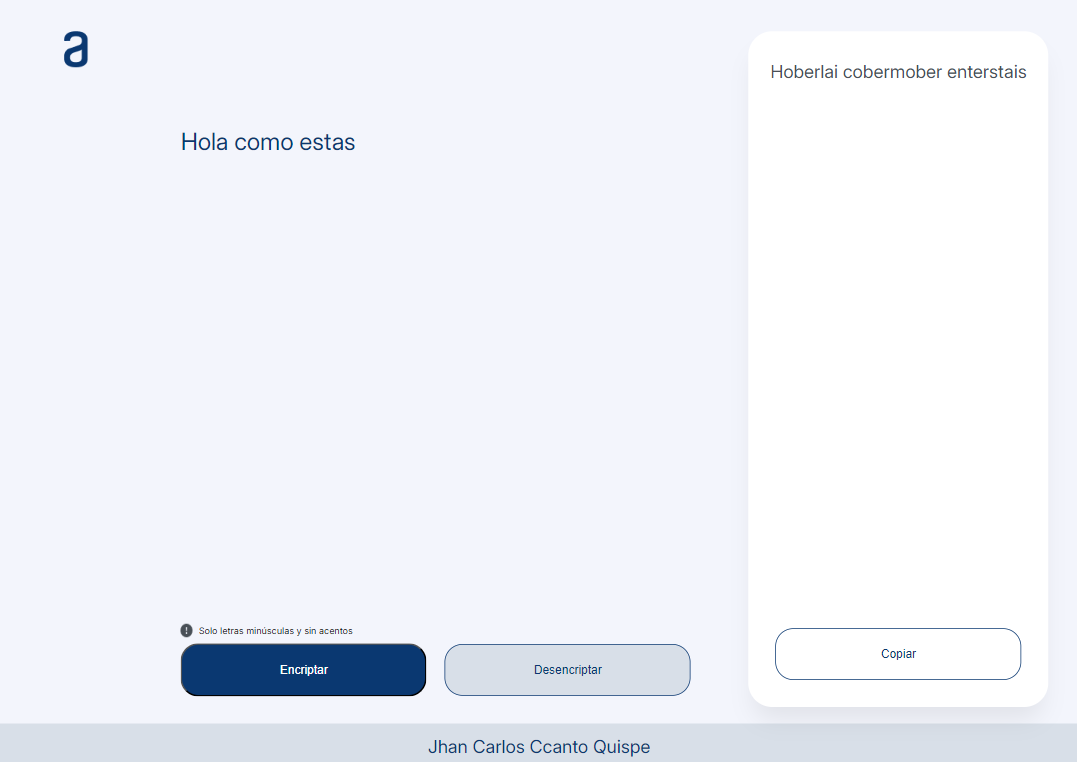 a
Hola como estas
Solo letras minúsculas y sin acentos
Encriptar
Desencriptar
Hoberlai cobermober enterstais
Copiar
Jhan Carlos Ccanto Quispe